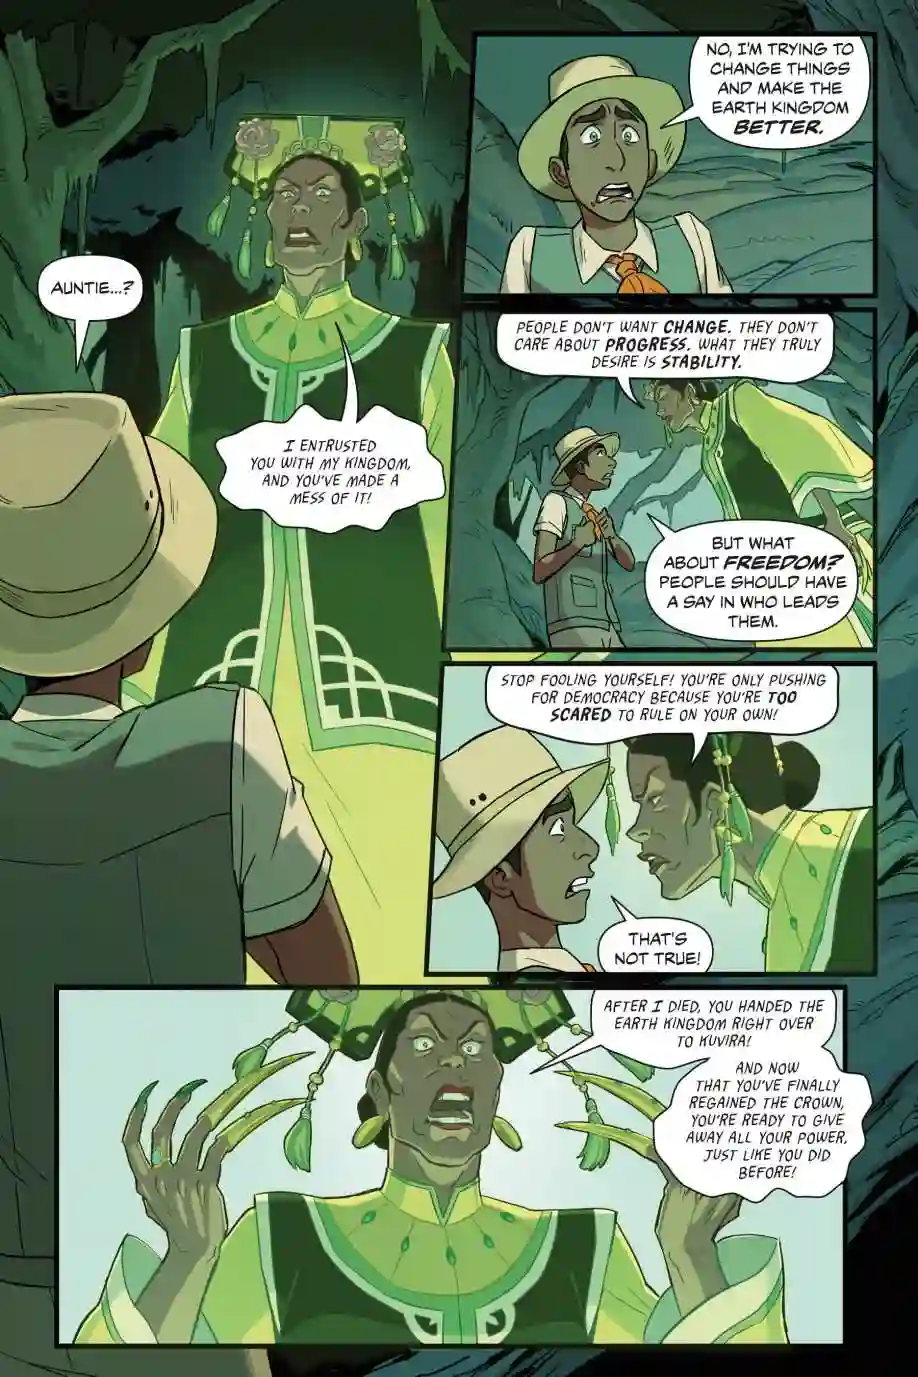 AUNTIE...?
I ENTRUSTED
YOU WITH MY KINGDOM,
AND YOU'VE MADE A
MESS OF IT!
NO, I'M TRYING TO
CHANGE THINGS
AND MAKE THE
EARTH KINGDOM
BETTER.
PEOPLE DON'T WANT CHANGE. THEY DON'T
CARE ABOUT PROGRESS. WHAT THEY TRULY
DESIRE IS STABILITY.
BUT WHAT
ABOUT FREEDOM?
PEOPLE SHOULD HAVE
A SAY IN WHO LEADS
THEM.
STOP FOOLING YOURSELF! YOU'RE ONLY PUSHING
FOR DEMOCRACY BECAUSE YOU'RE TOO
SCARED TO RULE ON YOUR OWN!
THAT'S
NOT TRUE!
AFTER I DIED, YOU HANDED THE
EARTH KINGDOM RIGHT OVER
TO KUVIRA!
AND NOW
THAT YOU'VE FINALLY
REGAINED THE CROWN,
YOU'RE READY TO GIVE
AWAY ALL YOUR POWER,
JUST LIKE YOU DID
BEFORE!